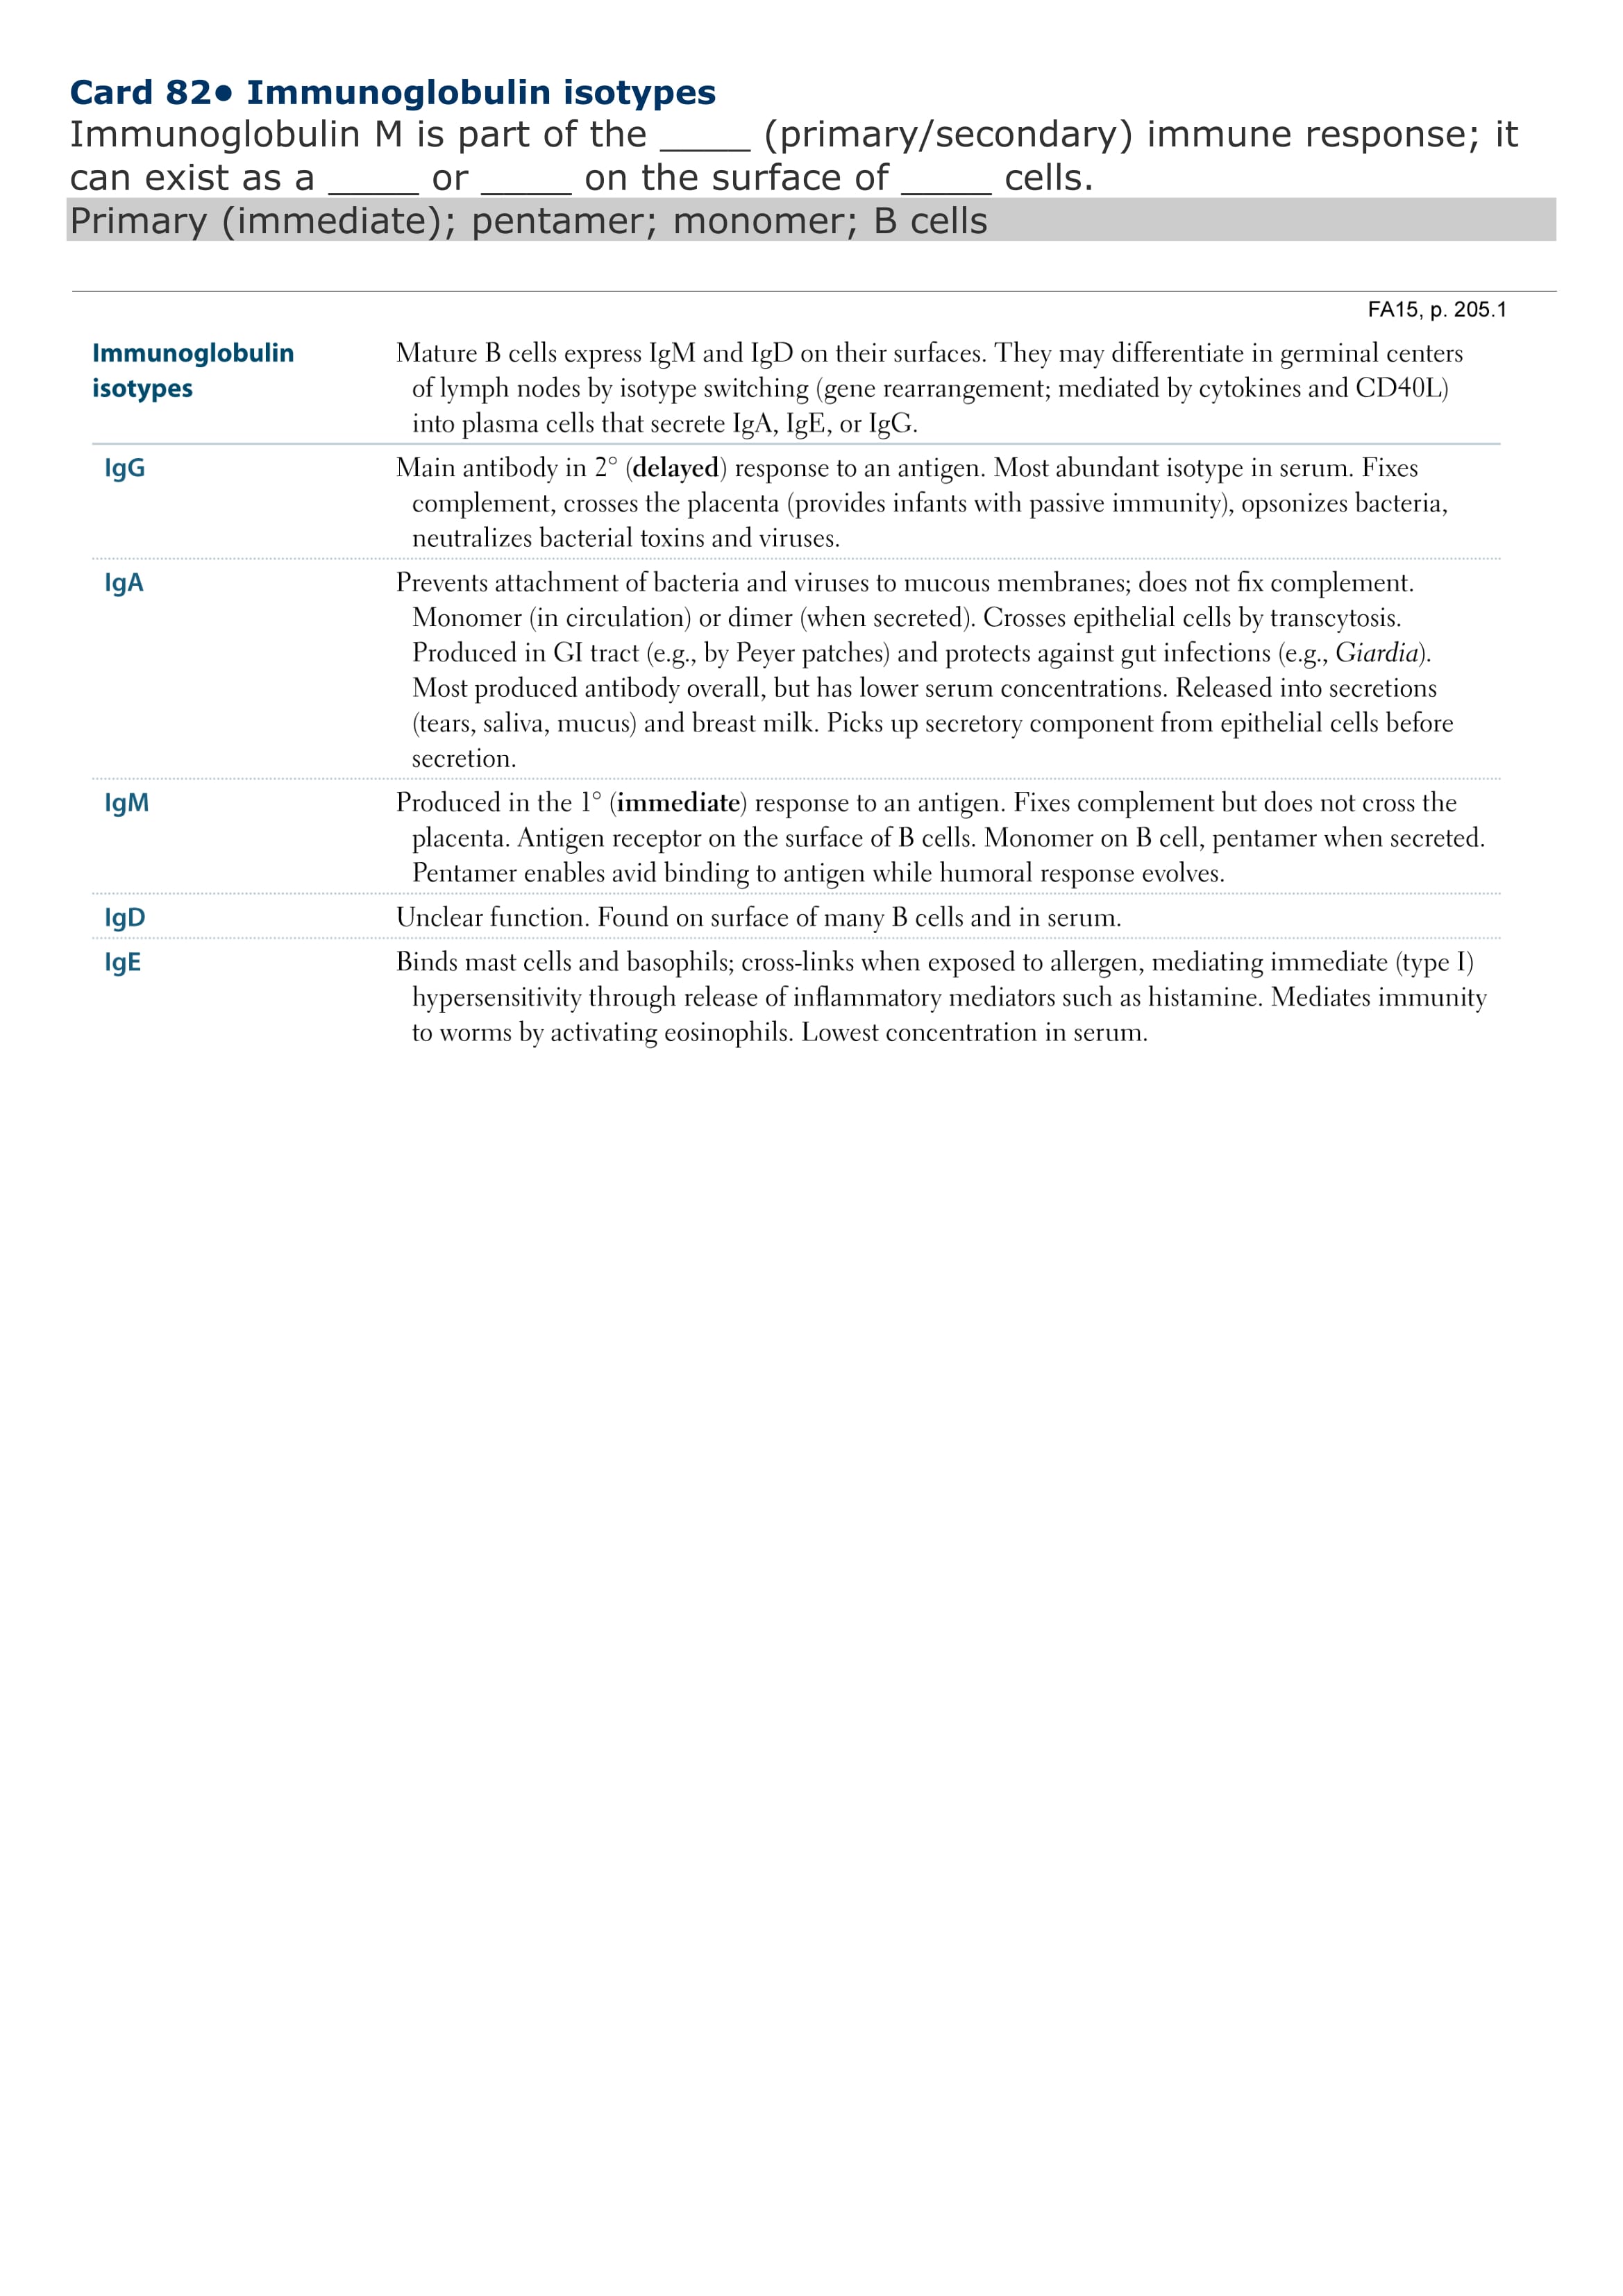 Card 82● Immunoglobulin isotypes
Immunoglobulin M is part of the ____ (primary/secondary) immune response; it
can exist as a ____ or ____ on the surface of ____ cells.
Primary (immediate); pentamer; monomer; B cells
FA15, p. 205.1
Immunoglobulin
isotypes
Mature B cells express IgM and IgD on their surfaces. They may differentiate in germinal centers
of lymph nodes by isotype switching (gene rearrangement; mediated by cytokines and CD40L)
into plasma cells that secrete IgA, IgE, or IgG.
IgG
Main antibody in 2° (delayed) response to an antigen. Most abundant isotype in serum. Fixes
complement, crosses the placenta (provides infants with passive immunity), opsonizes bacteria,
neutralizes bacterial toxins and viruses.
IgA
Prevents attachment of bacteria and viruses to mucous membranes; does not fix complement.
Monomer (in circulation) or dimer (when secreted). Crosses epithelial cells by transcytosis.
Produced in GI tract (e.g., by Peyer patches) and protects against gut infections (e.g., Giardia).
Most produced antibody overall, but has lower serum concentrations. Released into secretions
(tears, saliva, mucus) and breast milk. Picks up secretory component from epithelial cells before
secretion.
IgM
Produced in the 1° (immediate) response to an antigen. Fixes complement but does not cross the
placenta. Antigen receptor on the surface of B cells. Monomer on B cell, pentamer when secreted.
Pentamer enables avid binding to antigen while humoral response evolves.
IgD
Unclear function. Found on surface of many B cells and in serum.
IgE
Binds mast cells and basophils; cross-links when exposed to allergen, mediating immediate (type I)
hypersensitivity through release of inflammatory mediators such as histamine. Mediates immunity
to worms by activating eosinophils. Lowest concentration in serum.